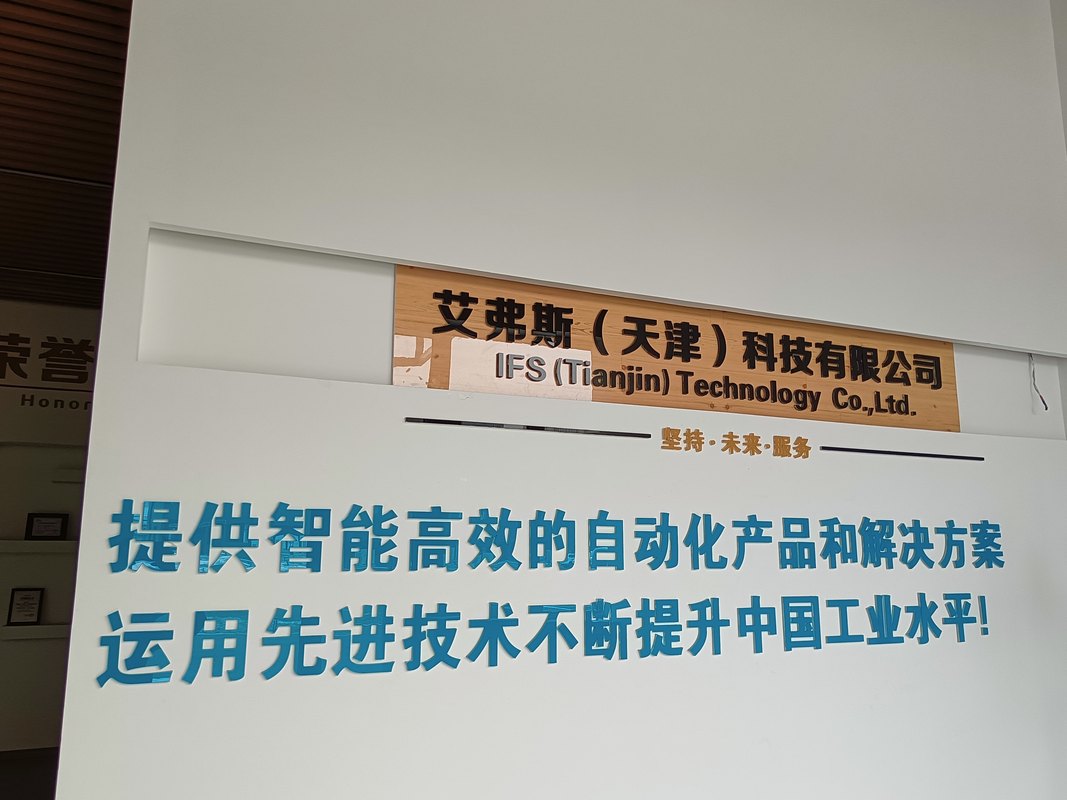 艾弗斯（天津）科技有限公司
IFS (Tianjin) Technology Co.,Ltd.
坚持·未来·服务
提供智能高效的自动化产品和解决方案
运用先进技术不断提升中国工业水平!
荣誉
Honor